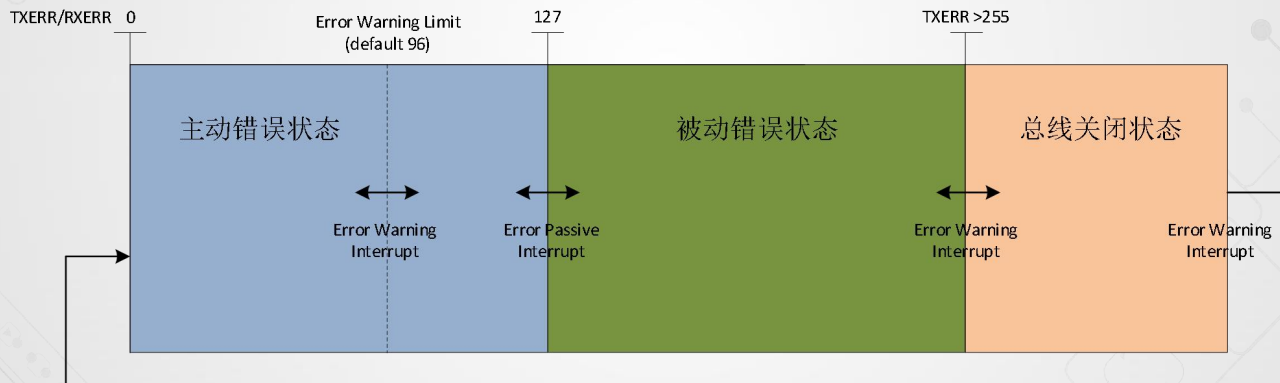 TXERR/RXERR 0
Error Warning Limit
(default 96)
127
TXERR >255
主动错误状态
被动错误状态
总线关闭状态
Error Warning
Interrupt
Error Passive
Interrupt
Error Warning
Interrupt
Error Warning
Interrupt